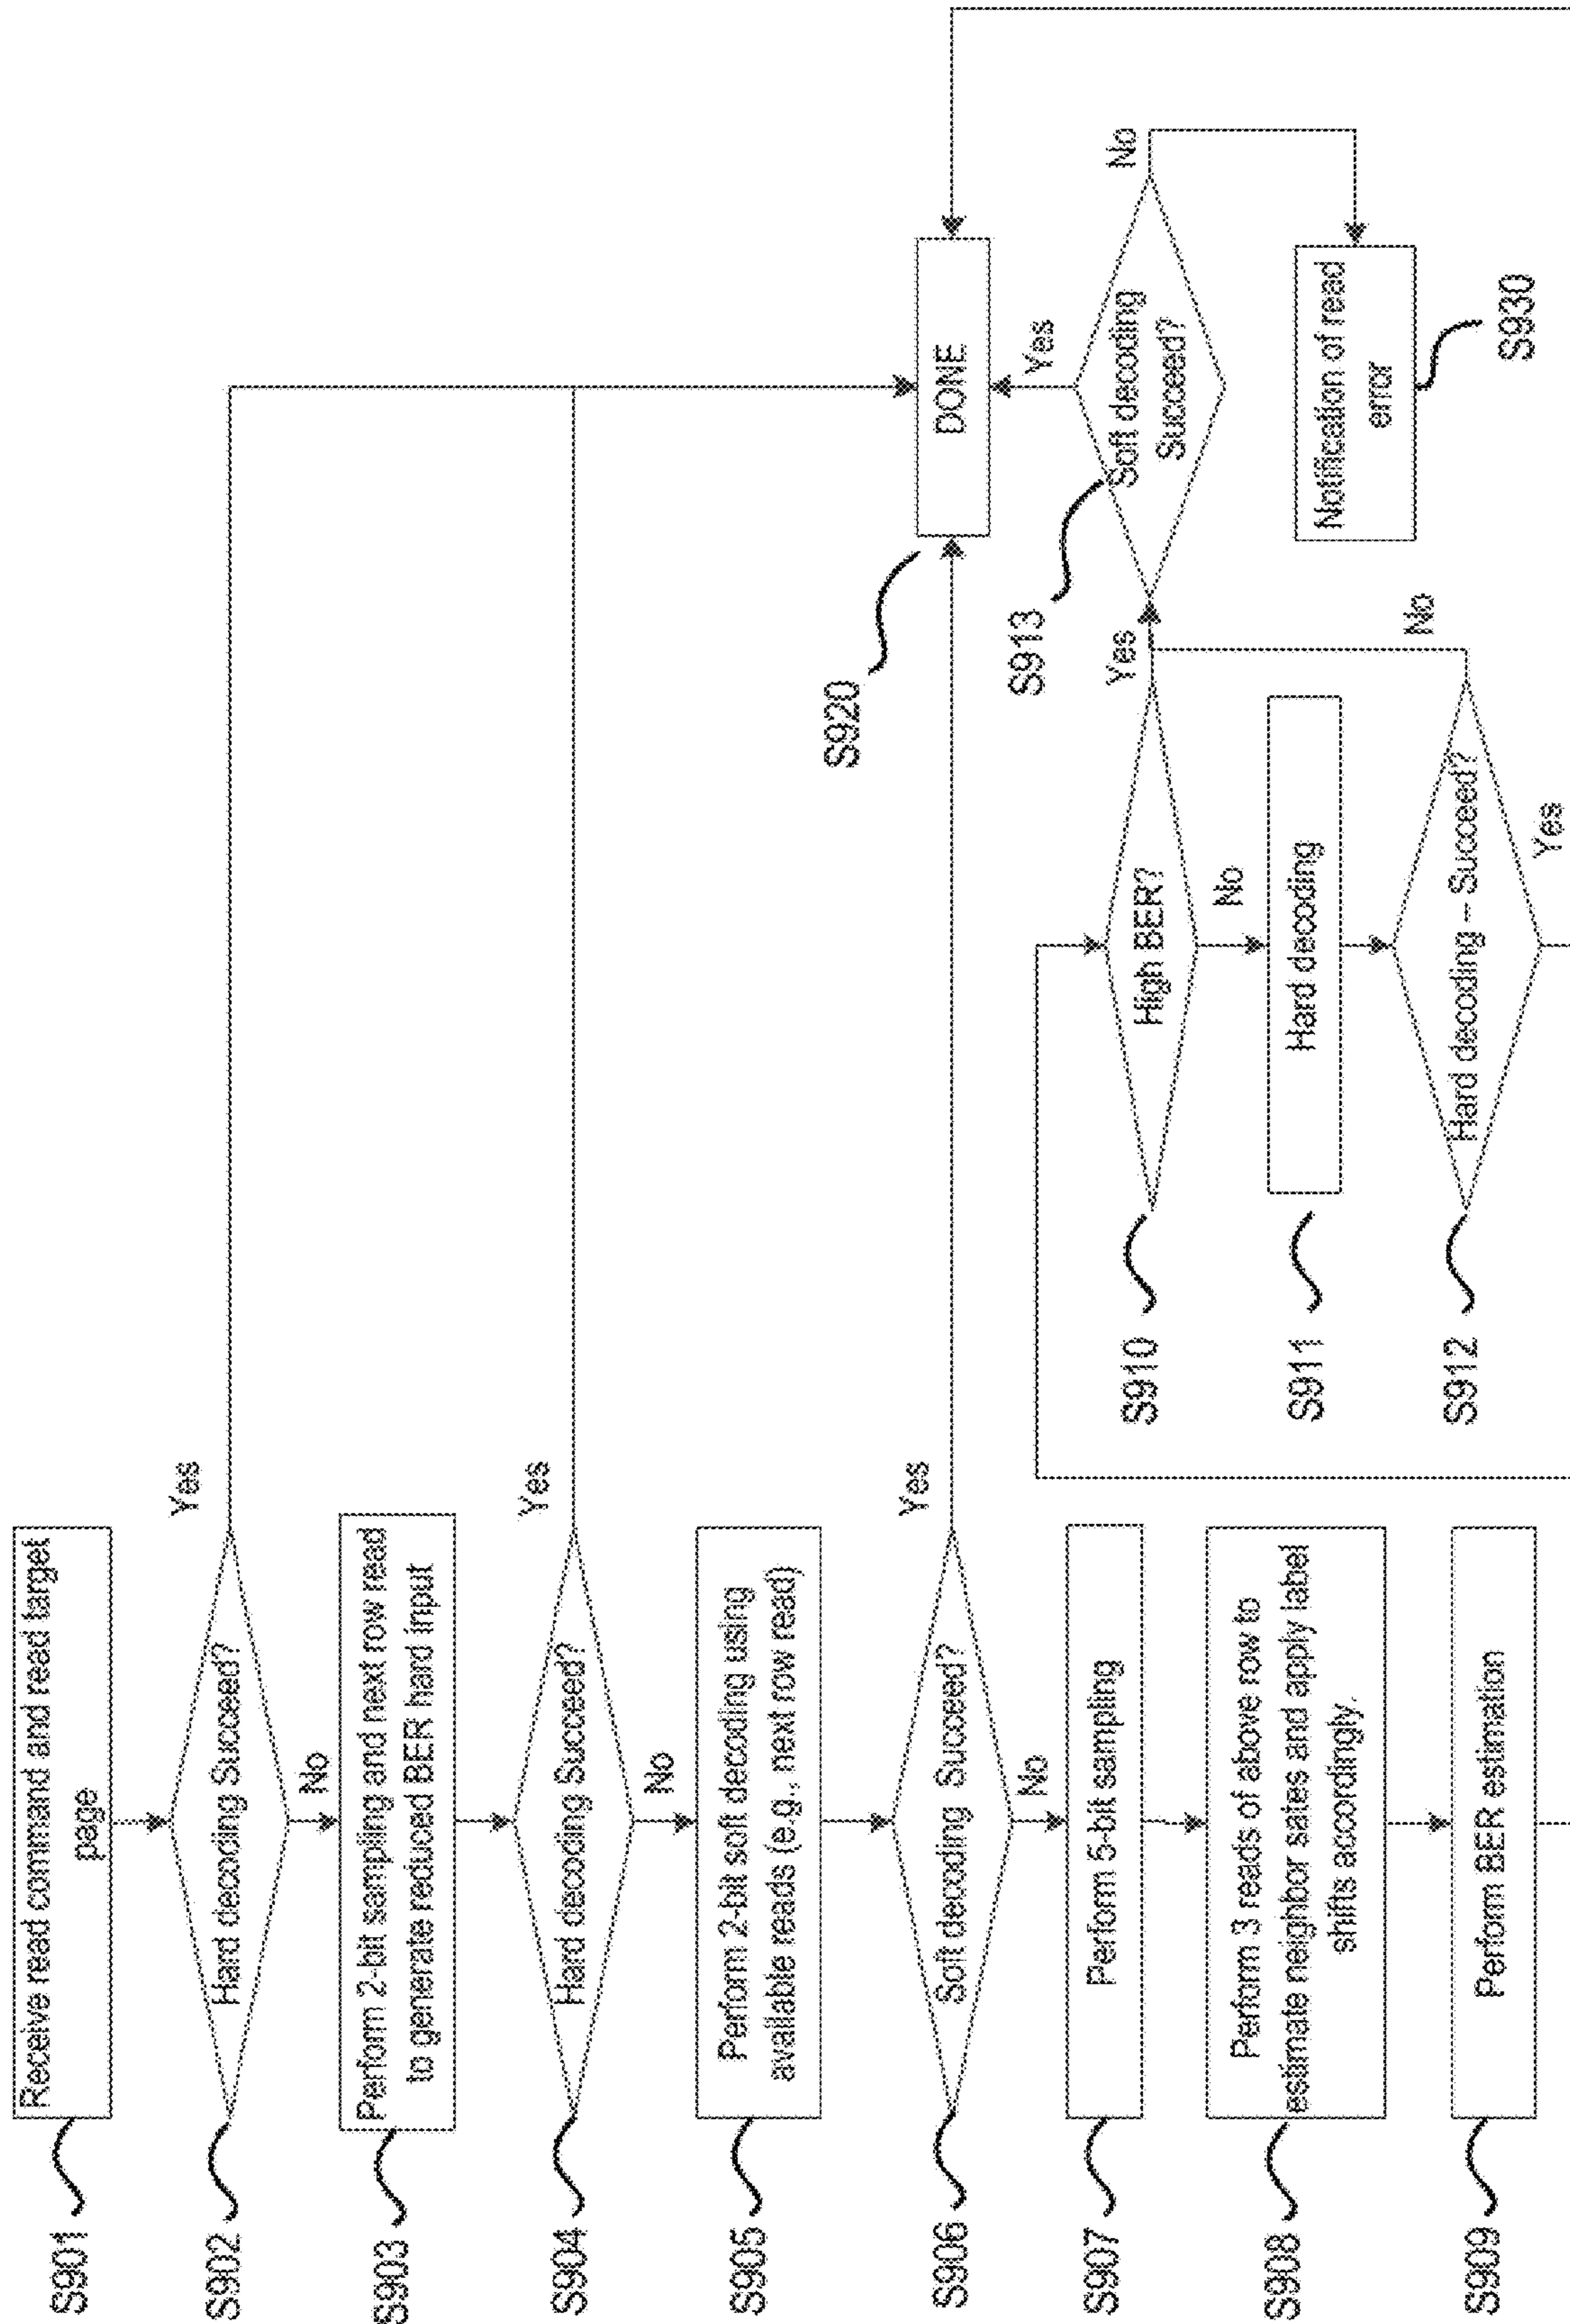 S901
Receive read command and read target
page
S902
Hard decoding Succeed?
Yes
No
S903
Perform 2-bit sampling and next row read
to generate reduced BER hard input
S904
Hard decoding Succeed?
Yes
No
S905
Perform 2-bit soft decoding using
available reads (e.g., next row read)
S906
Soft decoding Succeed?
Yes
No
S907
Perform 5-bit sampling
S908
Perform 3 reads of above row to
estimate neighbor sates and apply label
shifts accordingly.
S909
Perform BER estimation
S910
High BER?
Yes
No
S911
Hard decoding
S912
Hard decoding – Succeed?
No
Yes
S920
DONE
S913
Yes
Soft decoding
Succeed?
No
Notification of read
error
S930